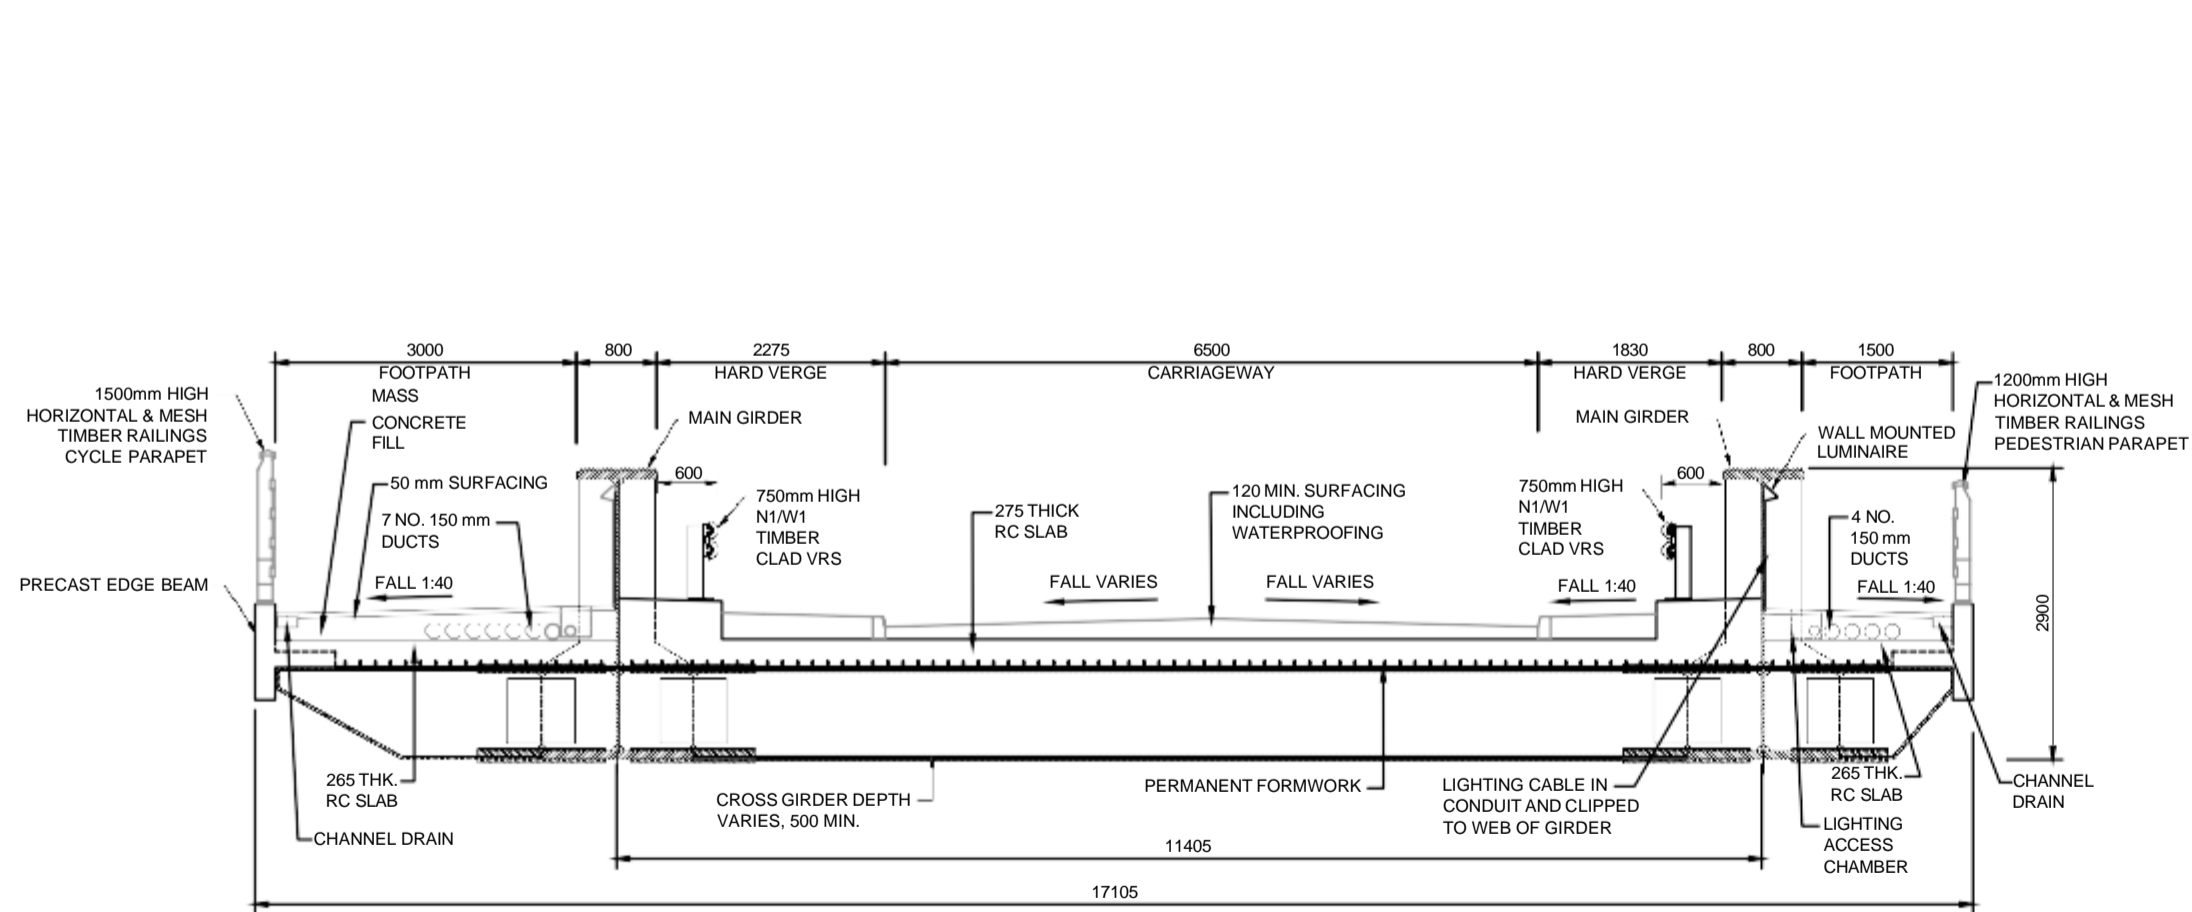 3000
800
2275
6500
1830
800
1500
FOOTPATH
HARD VERGE
CARRIAGEWAY
HARD VERGE
FOOTPATH
1500mm HIGH
HORIZONTAL & MESH
TIMBER RAILINGS
CYCLE PARAPET
MASS
CONCRETE
FILL
MAIN GIRDER
MAIN GIRDER
1200mm HIGH
HORIZONTAL & MESH
TIMBER RAILINGS
PEDESTRIAN PARAPET
WALL MOUNTED
LUMINAIRE
50 mm SURFACING
600
600
7 NO. 150 mm
DUCTS
750mm HIGH
N1/W1
TIMBER
CLAD VRS
275 THICK
RC SLAB
120 MIN. SURFACING
INCLUDING
WATERPROOFING
750mm HIGH
N1/W1
TIMBER
CLAD VRS
4 NO.
150 mm
DUCTS
PRECAST EDGE BEAM
FALL 1:40
FALL VARIES
FALL VARIES
FALL 1:40
FALL 1:40
2900
265 THK.
RC SLAB
CHANNEL DRAIN
CROSS GIRDER DEPTH
VARIES, 500 MIN.
PERMANENT FORMWORK
LIGHTING CABLE IN
CONDUIT AND CLIPPED
TO WEB OF GIRDER
265 THK.
RC SLAB
CHANNEL
DRAIN
LIGHTING
ACCESS
CHAMBER
11405
17105